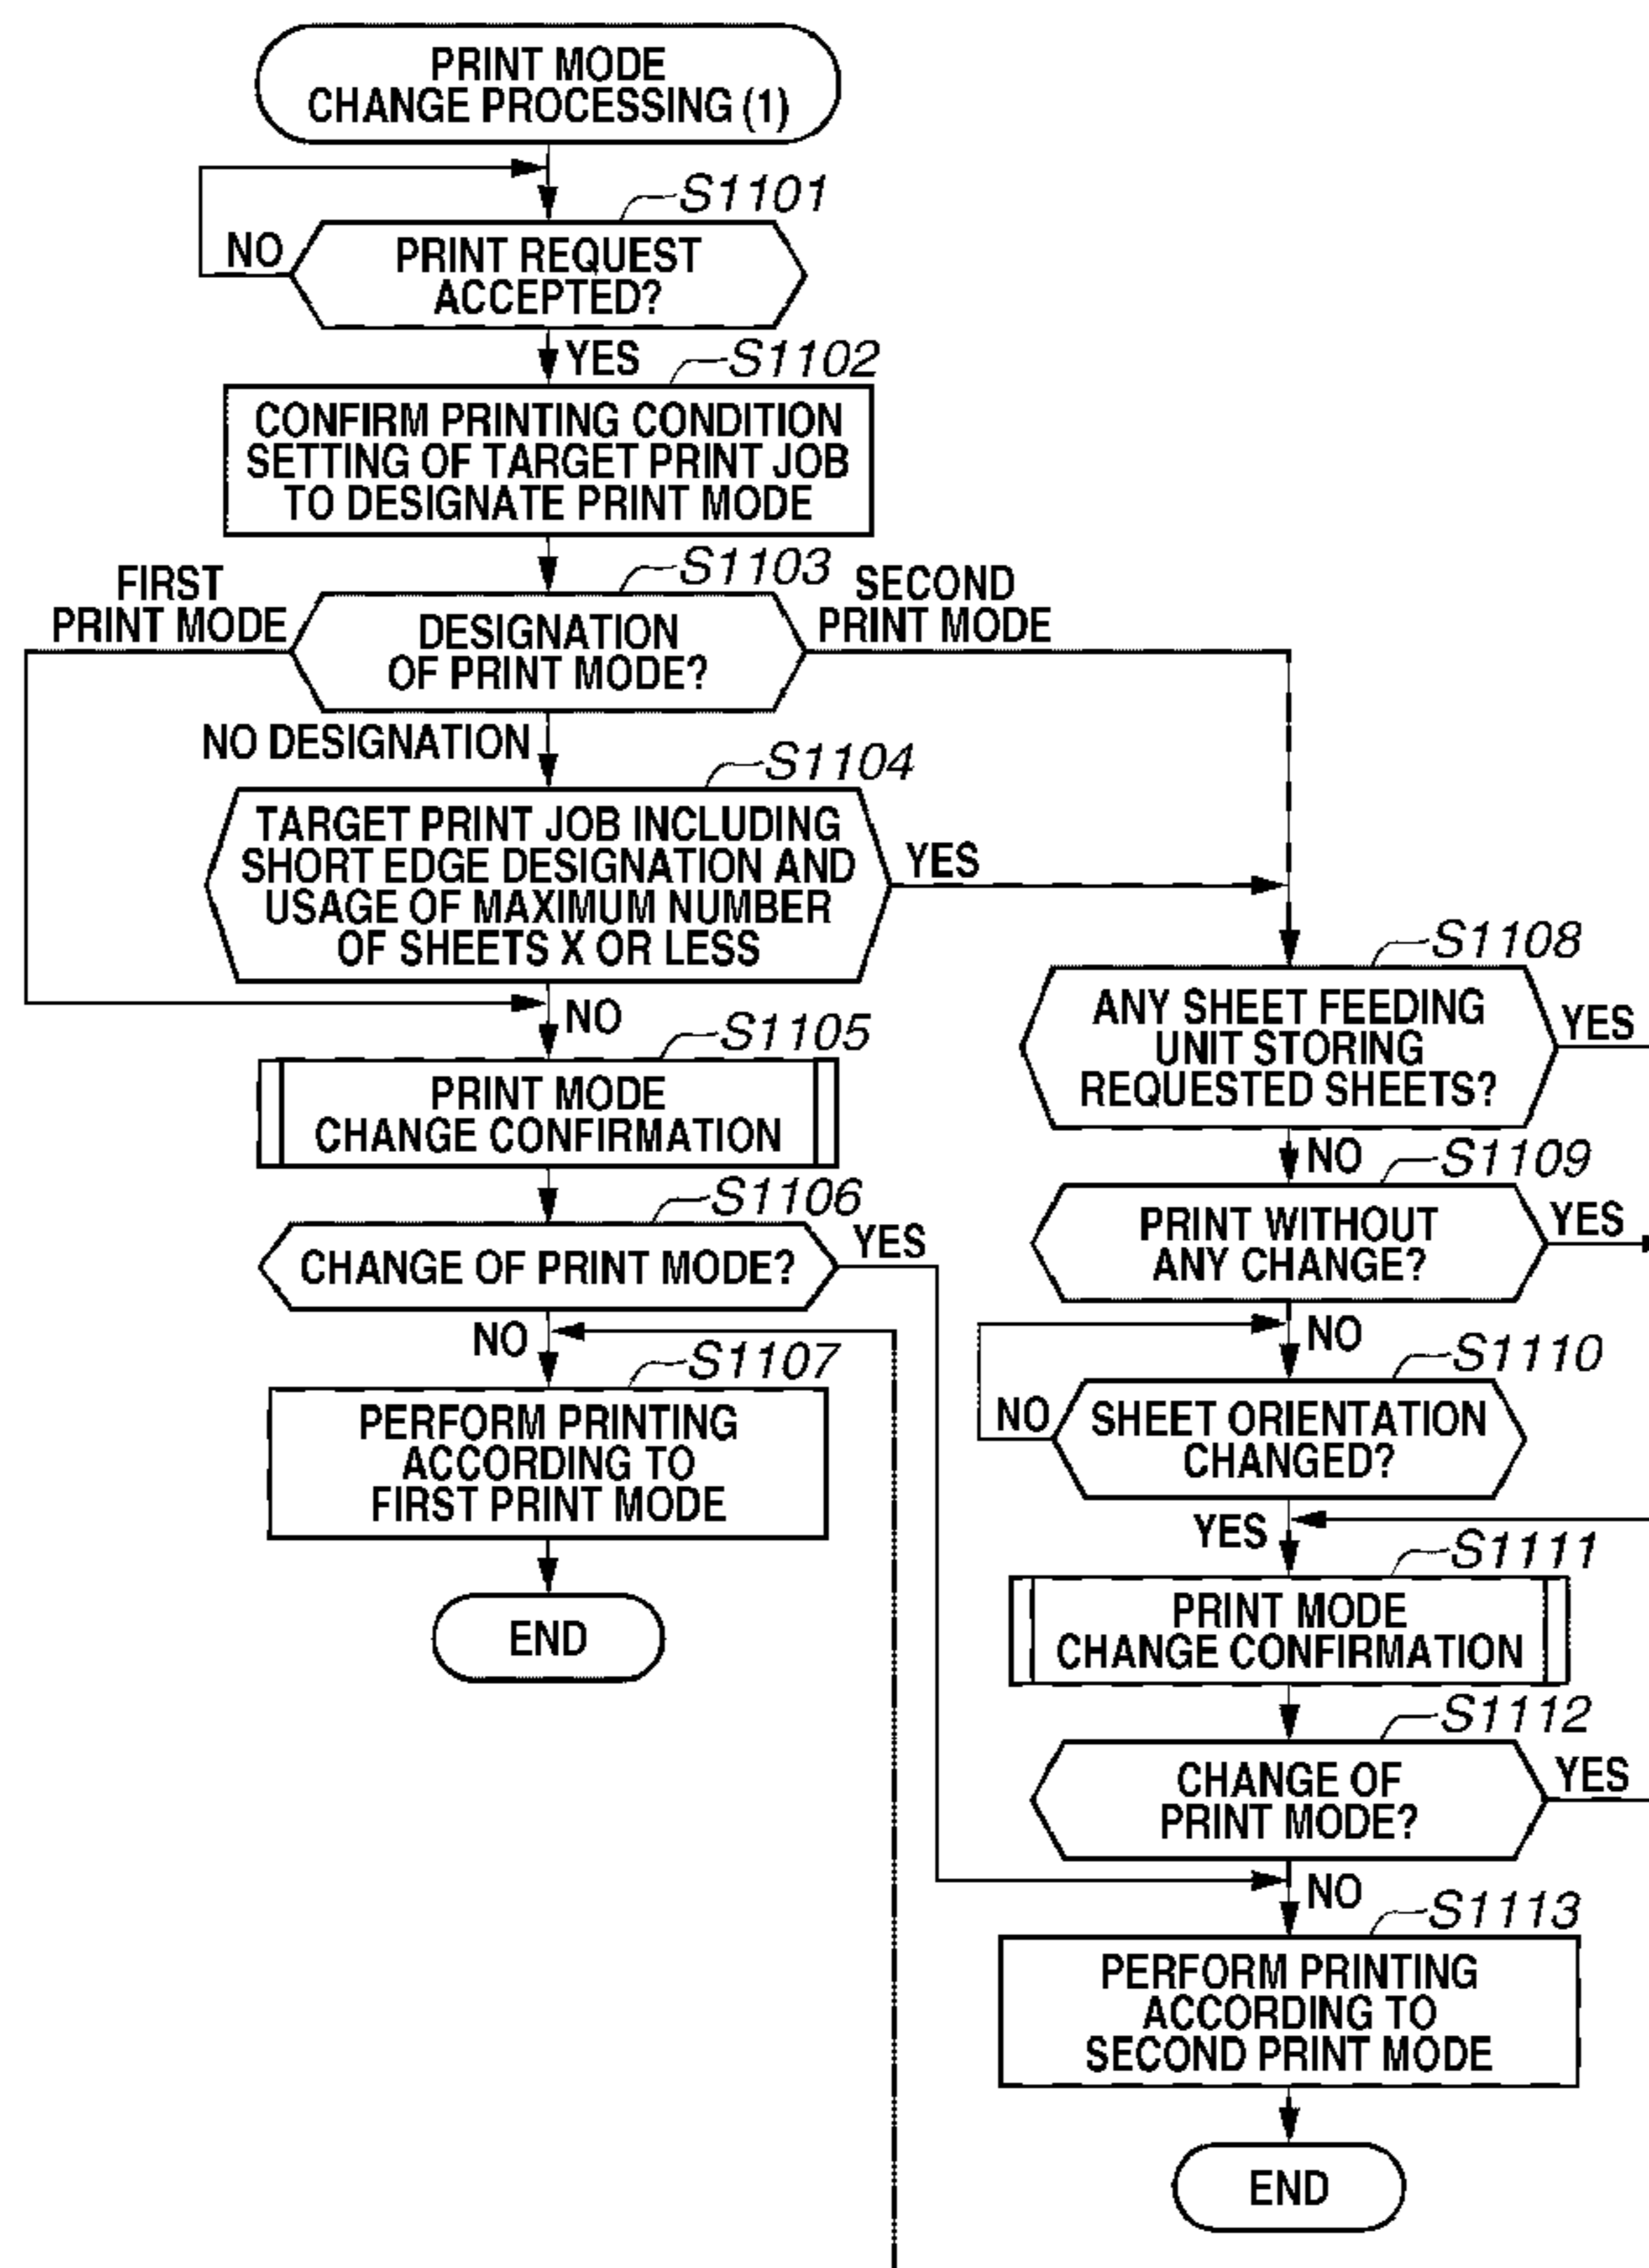 PRINT MODE
CHANGE PROCESSING (1)
S1101
NO
PRINT REQUEST
ACCEPTED?
YES
S1102
CONFIRM PRINTING CONDITION
SETTING OF TARGET PRINT JOB
TO DESIGNATE PRINT MODE
S1103
FIRST
PRINT MODE
SECOND
PRINT MODE
DESIGNATION
OF PRINT MODE?
NO DESIGNATION
S1104
TARGET PRINT JOB INCLUDING
SHORT EDGE DESIGNATION AND
USAGE OF MAXIMUM NUMBER
OF SHEETS X OR LESS
YES
NO
S1105
PRINT MODE
CHANGE CONFIRMATION
S1106
CHANGE OF PRINT MODE?
YES
NO
S1107
PERFORM PRINTING
ACCORDING TO
FIRST PRINT MODE
END
S1108
ANY SHEET FEEDING
UNIT STORING
REQUESTED SHEETS?
YES
NO
S1109
PRINT WITHOUT
ANY CHANGE?
YES
NO
S1110
NO
SHEET ORIENTATION
CHANGED?
YES
S1111
PRINT MODE
CHANGE CONFIRMATION
S1112
CHANGE OF
PRINT MODE?
YES
NO
S1113
PERFORM PRINTING
ACCORDING TO
SECOND PRINT MODE
END